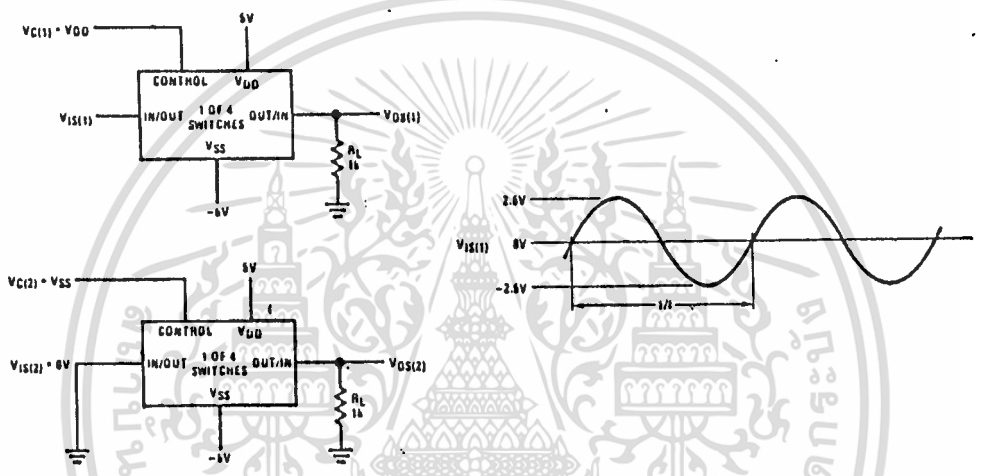 VC(1) = VDD
5V
CONTROL VDD
VIS(1)
IN/OUT 1 OF 4 OUT/IN
SWITCHES
VOS(1)
VSS
RL
1k
-5V
VC(2) = VSS
5V
CONTROL VDD
VIS(2) = 0V
IN/OUT 1 OF 4 OUT/IN
SWITCHES
VOS(2)
VSS
RL
1k
-5V
2.5V
VIS(1) 0V
-2.5V
1/f